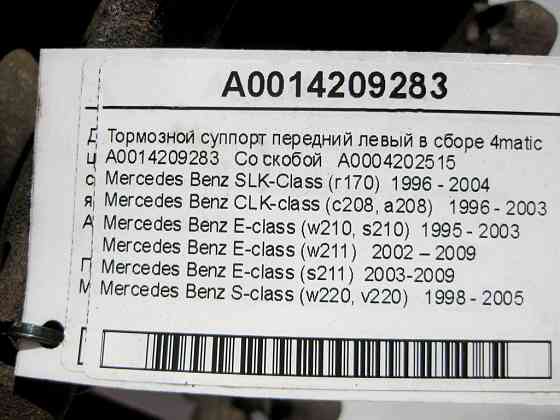 A0014209283
Тормозной суппорт передний левый в сборе 4matic
A0014209283 Со скобой A0004202515
Mercedes Benz SLK-Class (r170) 1996 - 2004
Mercedes Benz CLK-class (c208, a208) 1996 - 2003
Mercedes Benz E-class (w210, s210) 1995 - 2003
Mercedes Benz E-class (w211) 2002 – 2009
Mercedes Benz E-class (s211) 2003-2009
Mercedes Benz S-class (w220, v220) 1998 - 2005